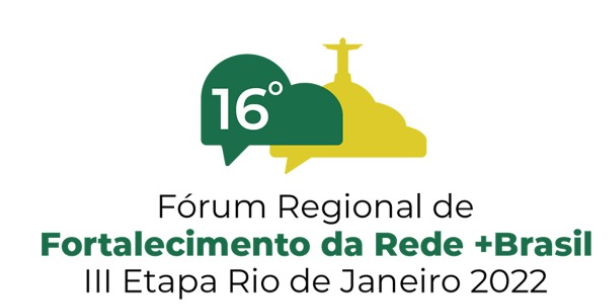 16°
Fórum Regional de
Fortalecimento da Rede +Brasil
III Etapa Rio de Janeiro 2022